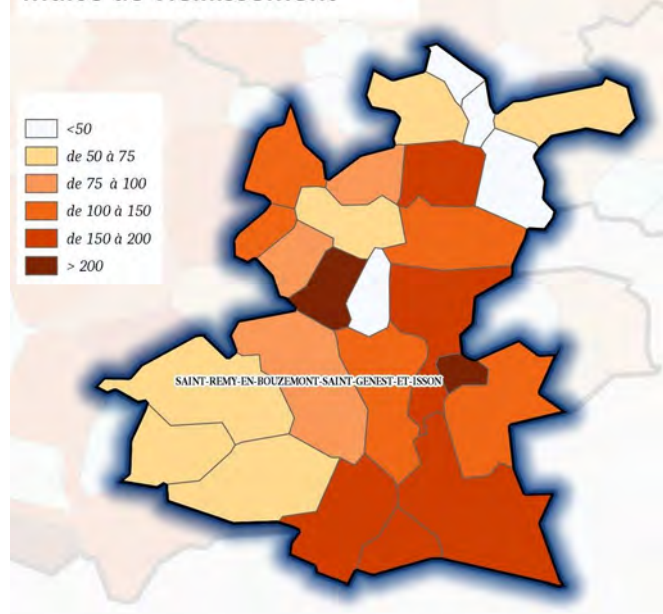 <50
de 50 à 75
de 75 à 100
de 100 à 150
de 150 à 200
> 200
SAINT-REMY-EN-BOUZEMONT-SAINT-GENEST-ET-ISSON